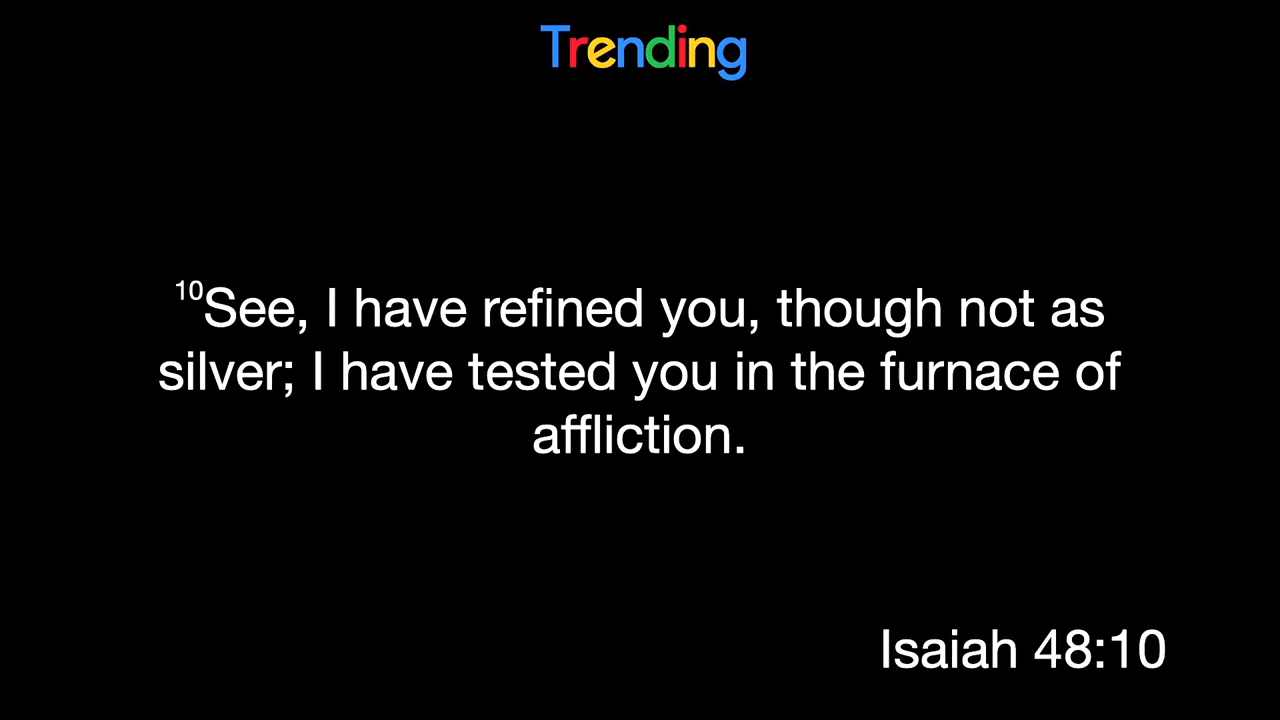 Trending
10See, I have refined you, though not as
silver; I have tested you in the furnace of
affliction.
Isaiah 48:10